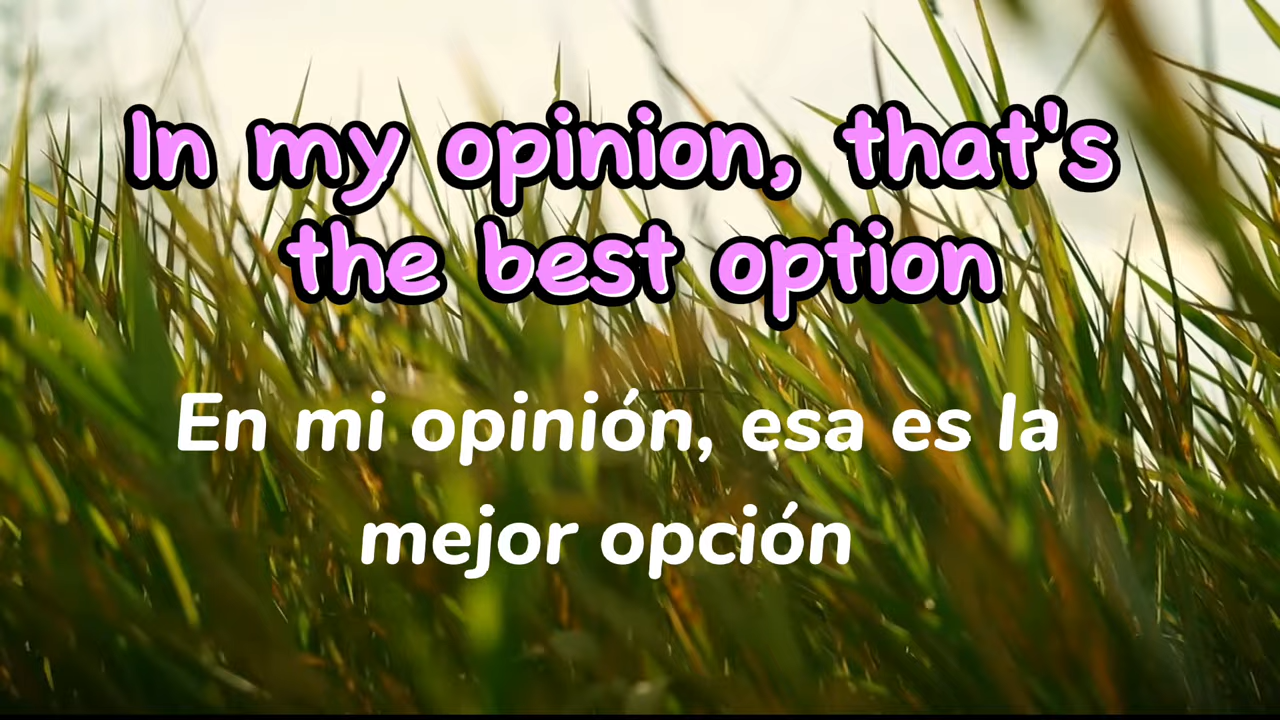 In my opinion, that's
the best option
En mi opinión, esa es la
mejor opción